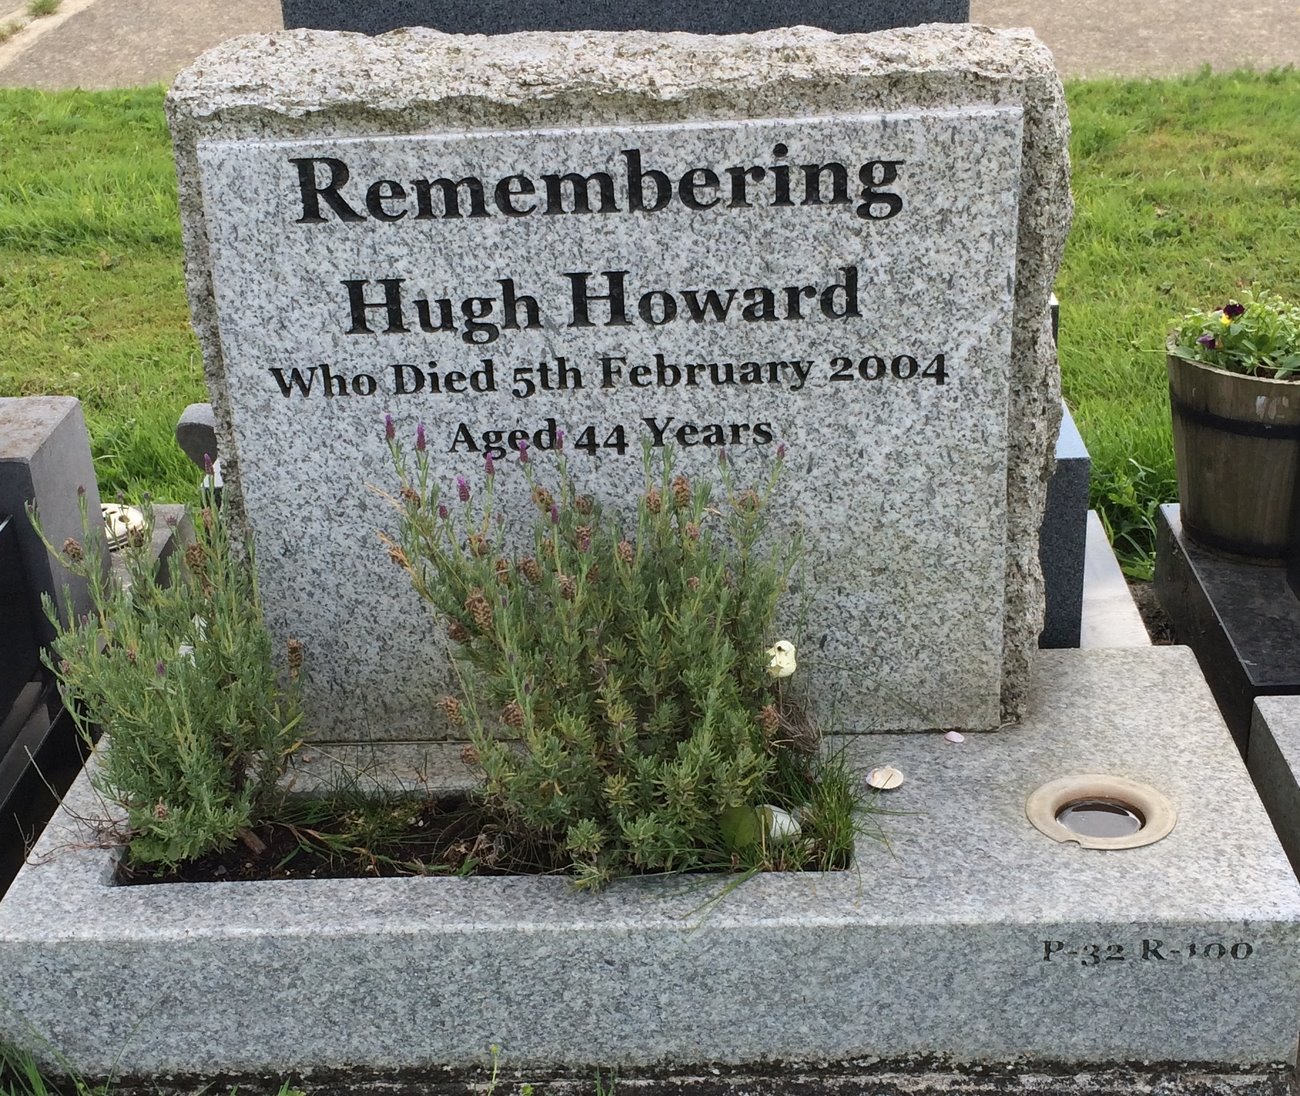 Remembering
Hugh Howard
Who Died 5th February 2004
Aged 44 Years
P-32 R-100